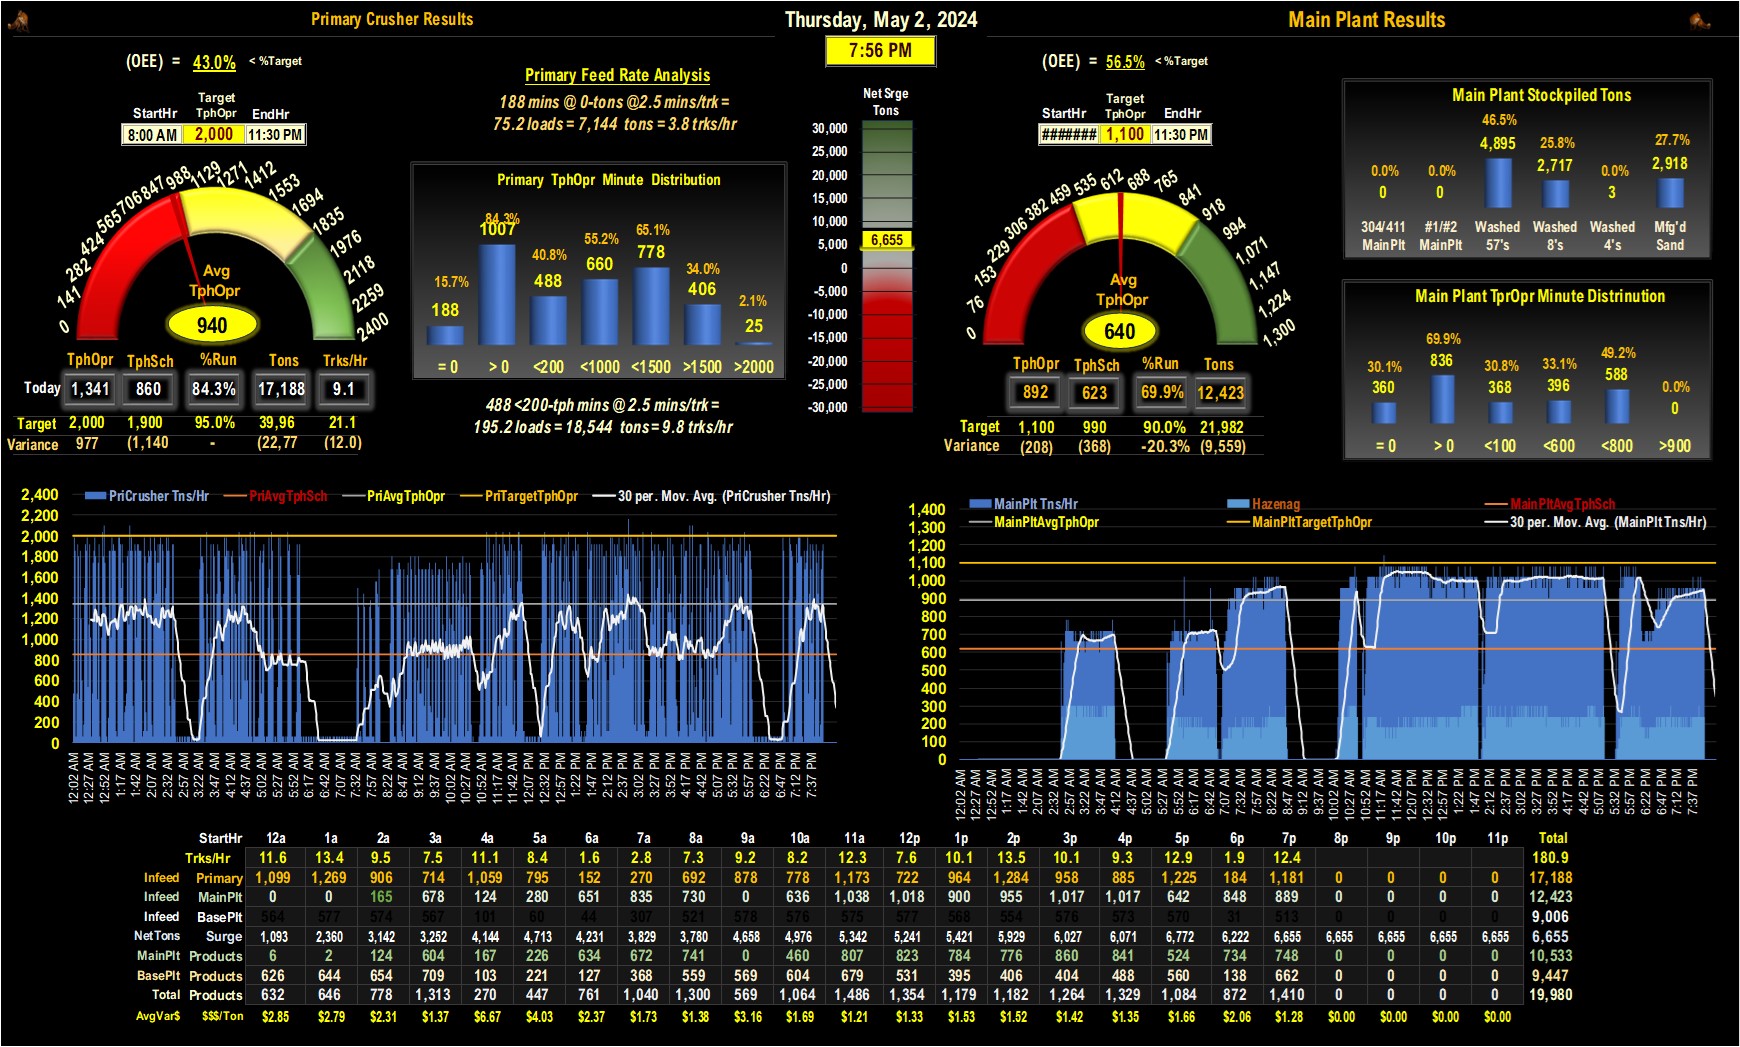 Primary Crusher Results
Thursday, May 2, 2024
Main Plant Results
7:56 PM
(OEE) = 43.0% < %Target
Target
StartHr TphOpr EndHr
8:00 AM 2,000 11:30 PM
0 141 282 424 565 706 847 988 1129 1271 1412 1553 1694 1835 1976 2118 2259 2400
Avg
TphOpr
940
TphOpr TphSch %Run Tons Trks/Hr
Today 1,341 860 84.3% 17,188 9.1
Target 2,000 1,900 95.0% 39,96 21.1
Variance 977 (1,140 - (22,77 (12.0)
Primary Feed Rate Analysis
188 mins @ 0-tons @2.5 mins/trk =
75.2 loads = 7,144 tons = 3.8 trks/hr
Primary TphOpr Minute Distribution
15.7% 84.3% 40.8% 55.2% 65.1% 34.0% 2.1%
188 1007 488 660 778 406 25
= 0 > 0 <200 <1000 <1500 >1500 >2000
488 <200-tph mins @ 2.5 mins/trk =
195.2 loads = 18,544 tons = 9.8 trks/hr
Net Srge
Tons
30,000
25,000
20,000
15,000
10,000
6,655
5,000
0
-5,000
-10,000
-15,000
-20,000
-25,000
-30,000
(OEE) = 56.5% < %Target
Target
StartHr TphOpr EndHr
####### 1,100 11:30 PM
0 76 153 229 306 382 459 535 612 688 765 841 918 994 1,071 1,147 1,224 1,300
Avg
TphOpr
640
TphOpr TphSch %Run Tons
892 623 69.9% 12,423
Target 1,100 990 90.0% 21,982
Variance (208) (368) -20.3% (9,559)
Main Plant Stockpiled Tons
0.0% 0.0% 46.5% 25.8% 0.0% 27.7%
0 0 4,895 2,717 3 2,918
304/411 #1/#2 Washed Washed Washed Mfg'd
MainPlt MainPlt 57's 8's 4's Sand
Main Plant TprOpr Minute Distrinution
30.1% 69.9% 30.8% 33.1% 49.2% 0.0%
360 836 368 396 588 0
= 0 > 0 <100 <600 <800 >900
PriCrusher Tns/Hr PriAvgTphSch PriAvgTphOpr PriTargetTphOpr 30 per. Mov. Avg. (PriCrusher Tns/Hr)
2,400
2,200
2,000
1,800
1,600
1,400
1,200
1,000
800
600
400
200
0
12:02 AM 12:27 AM 12:52 AM 1:17 AM 1:42 AM 2:07 AM 2:32 AM 2:57 AM 3:22 AM 3:47 AM 4:12 AM 4:37 AM 5:02 AM 5:27 AM 5:52 AM 6:17 AM 6:42 AM 7:07 AM 7:32 AM 7:57 AM 8:22 AM 8:47 AM 9:12 AM 9:37 AM 10:02 AM 10:27 AM 10:52 AM 11:17 AM 11:42 AM 12:07 PM 12:32 PM 12:57 PM 1:22 PM 1:47 PM 2:12 PM 2:37 PM 3:02 PM 3:27 PM 3:52 PM 4:17 PM 4:42 PM 5:07 PM 5:32 PM 5:57 PM 6:22 PM 6:47 PM 7:12 PM 7:37 PM
MainPlt Tns/Hr Hazenag MainPltAvgTphSch
MainPltAvgTphOpr MainPltTargetTphOpr 30 per. Mov. Avg. (MainPlt Tns/Hr)
1,400
1,300
1,200
1,100
1,000
900
800
700
600
500
400
300
200
100
0
12:02 AM 12:27 AM 12:52 AM 1:17 AM 1:42 AM 2:07 AM 2:32 AM 2:57 AM 3:22 AM 3:47 AM 4:12 AM 4:37 AM 5:02 AM 5:27 AM 5:52 AM 6:17 AM 6:42 AM 7:07 AM 7:32 AM 7:57 AM 8:22 AM 8:47 AM 9:12 AM 9:37 AM 10:02 AM 10:27 AM 10:52 AM 11:17 AM 11:42 AM 12:07 PM 12:32 PM 12:57 PM 1:22 PM 1:47 PM 2:12 PM 2:37 PM 3:02 PM 3:27 PM 3:52 PM 4:17 PM 4:42 PM 5:07 PM 5:32 PM 5:57 PM 6:22 PM 6:47 PM 7:12 PM 7:37 PM
StartHr 12a 1a 2a 3a 4a 5a 6a 7a 8a 9a 10a 11a 12p 1p 2p 3p 4p 5p 6p 7p 8p 9p 10p 11p Total
Trks/Hr 11.6 13.4 9.5 7.5 11.1 8.4 1.6 2.8 7.3 9.2 8.2 12.3 7.6 10.1 13.5 10.1 9.3 12.9 1.9 12.4 180.9
Infeed Primary 1,099 1,269 906 714 1,059 795 152 270 692 878 778 1,173 722 964 1,284 958 885 1,225 184 1,181 0 0 0 0 17,188
Infeed MainPlt 0 0 165 678 124 280 651 835 730 0 636 1,038 1,018 900 955 1,017 1,017 642 848 889 0 0 0 0 12,423
Infeed BasePlt 564 577 574 567 101 60 44 307 521 578 576 575 577 568 554 576 573 570 31 513 0 0 0 0 9,006
NetTons Surge 1,093 2,360 3,142 3,252 4,144 4,713 4,231 3,829 3,780 4,658 4,976 5,342 5,241 5,421 5,929 6,027 6,071 6,772 6,222 6,655 6,655 6,655 6,655 6,655 6,655
MainPlt Products 6 2 124 604 167 226 634 672 741 0 460 807 823 784 776 860 841 524 734 748 0 0 0 0 10,533
BasePlt Products 626 644 654 709 103 221 127 368 559 569 604 679 531 395 406 404 488 560 138 662 0 0 0 0 9,447
Total Products 632 646 778 1,313 270 447 761 1,040 1,300 569 1,064 1,486 1,354 1,179 1,182 1,264 1,329 1,084 872 1,410 0 0 0 0 19,980
AvgVar$ $$$/Ton $2.85 $2.79 $2.31 $1.37 $6.67 $4.03 $2.37 $1.73 $1.38 $3.16 $1.69 $1.21 $1.33 $1.53 $1.52 $1.42 $1.35 $1.66 $2.06 $1.28 $0.00 $0.00 $0.00 $0.00